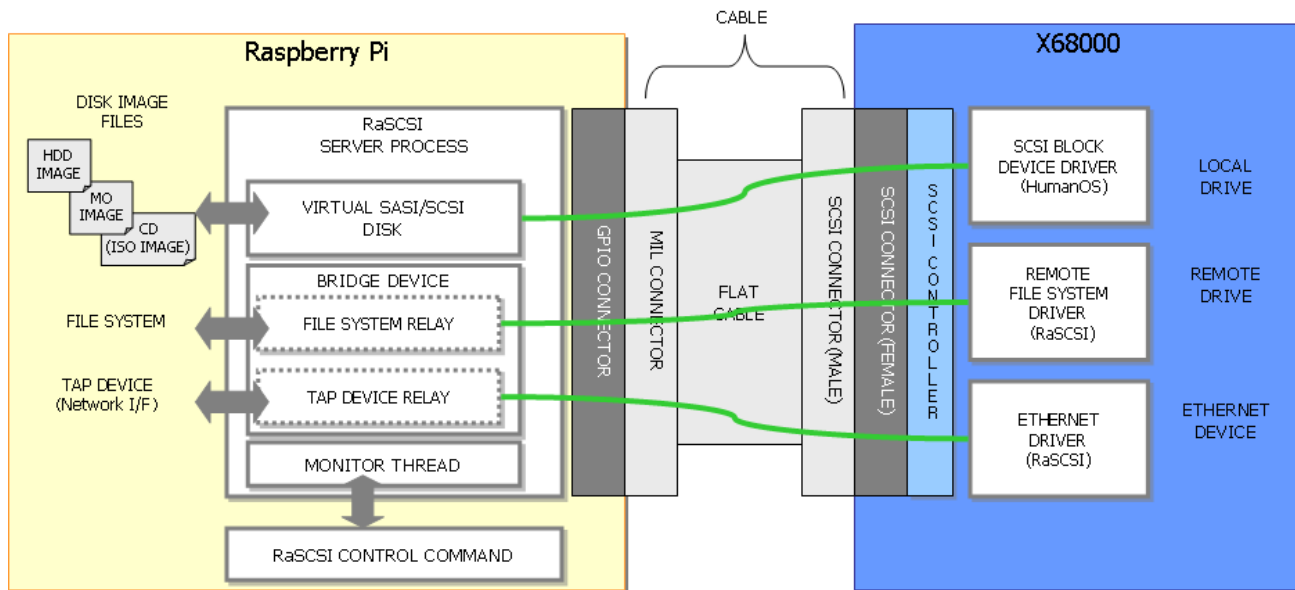 CABLE
Raspberry Pi
X68000
DISK IMAGE
FILES
HDD
IMAGE
MO
IMAGE
CD
(ISO IMAGE)
RaSCSI
SERVER PROCESS
VIRTUAL SASI/SCSI
DISK
BRIDGE DEVICE
FILE SYSTEM RELAY
TAP DEVICE RELAY
MONITOR THREAD
RaSCSI CONTROL COMMAND
FILE SYSTEM
TAP DEVICE
(Network I/F)
GPIO CONNECTOR
MIL CONNECTOR
FLAT
CABLE
SCSI CONNECTOR (MALE)
SCSI CONNECTOR (FEMALE)
SCSI CONTROLLER
SCSI BLOCK
DEVICE DRIVER
(HumanOS)
LOCAL
DRIVE
REMOTE
FILE SYSTEM
DRIVER
(RaSCSI)
REMOTE
DRIVE
ETHERNET
DRIVER
(RaSCSI)
ETHERNET
DEVICE